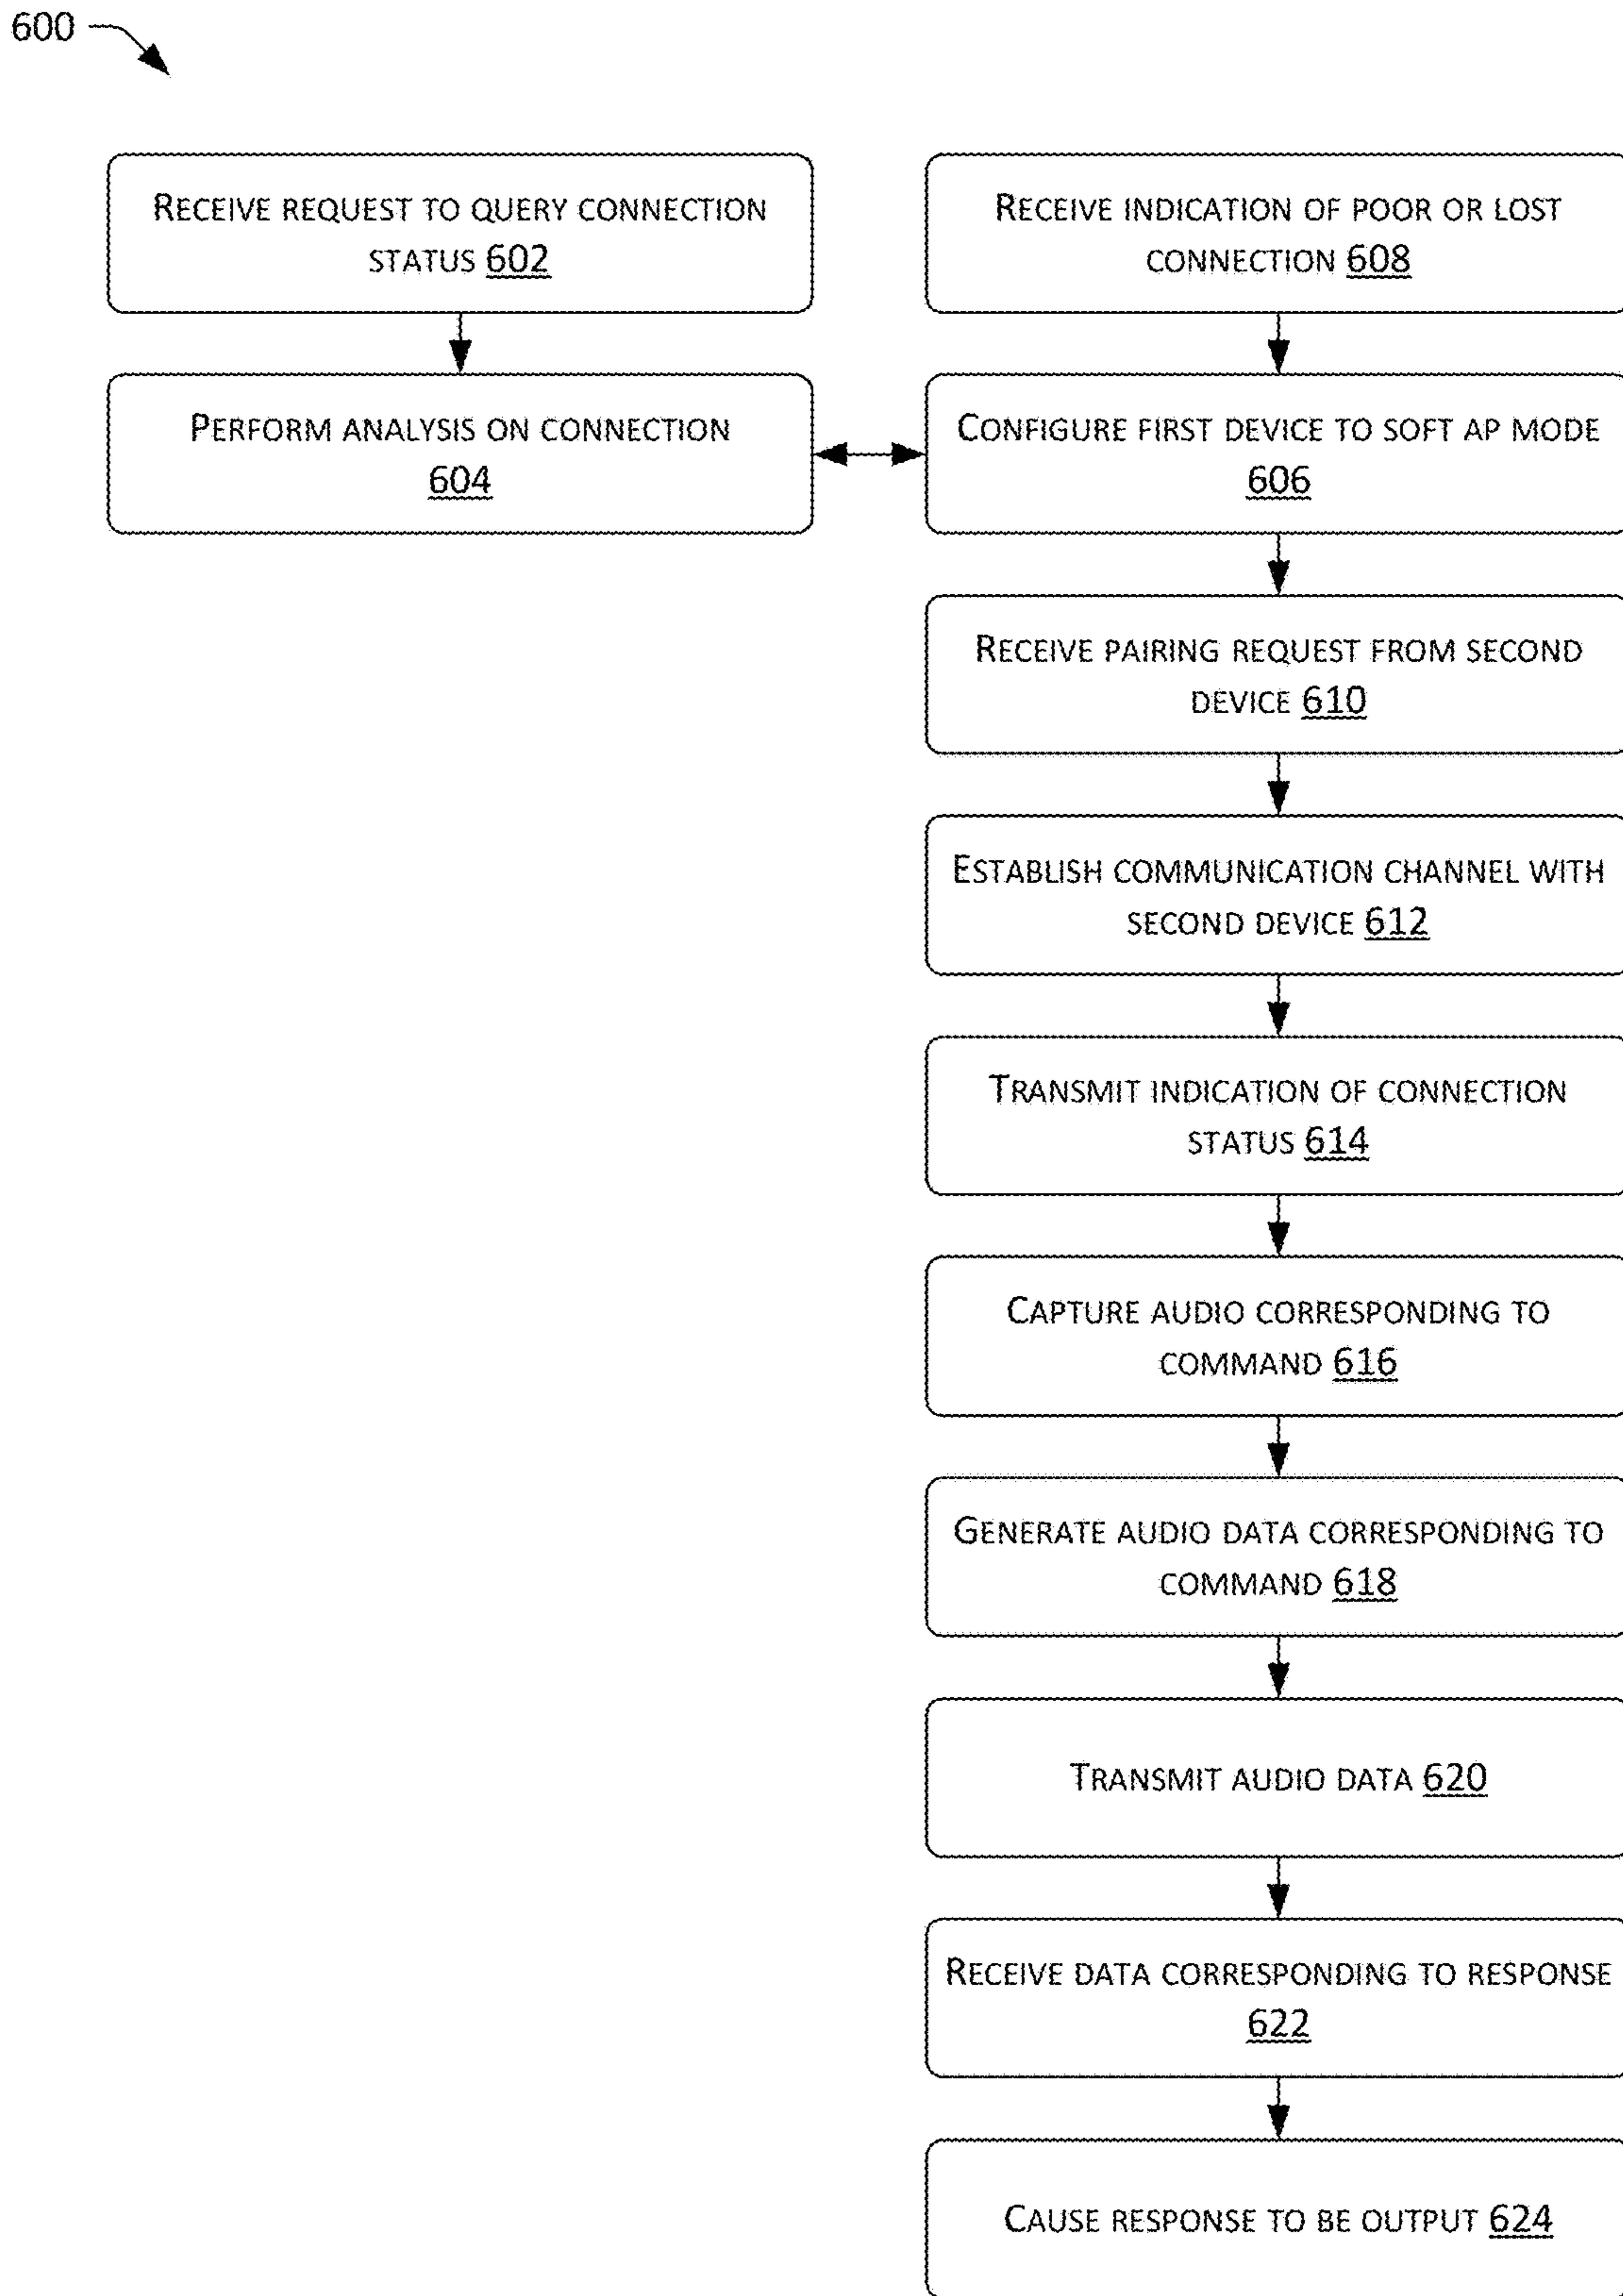 600
RECEIVE REQUEST TO QUERY CONNECTION
STATUS 602
RECEIVE INDICATION OF POOR OR LOST
CONNECTION 608
PERFORM ANALYSIS ON CONNECTION
604
CONFIGURE FIRST DEVICE TO SOFT AP MODE
606
RECEIVE PAIRING REQUEST FROM SECOND
DEVICE 610
ESTABLISH COMMUNICATION CHANNEL WITH
SECOND DEVICE 612
TRANSMIT INDICATION OF CONNECTION
STATUS 614
CAPTURE AUDIO CORRESPONDING TO
COMMAND 616
GENERATE AUDIO DATA CORRESPONDING TO
COMMAND 618
TRANSMIT AUDIO DATA 620
RECEIVE DATA CORRESPONDING TO RESPONSE
622
CAUSE RESPONSE TO BE OUTPUT 624